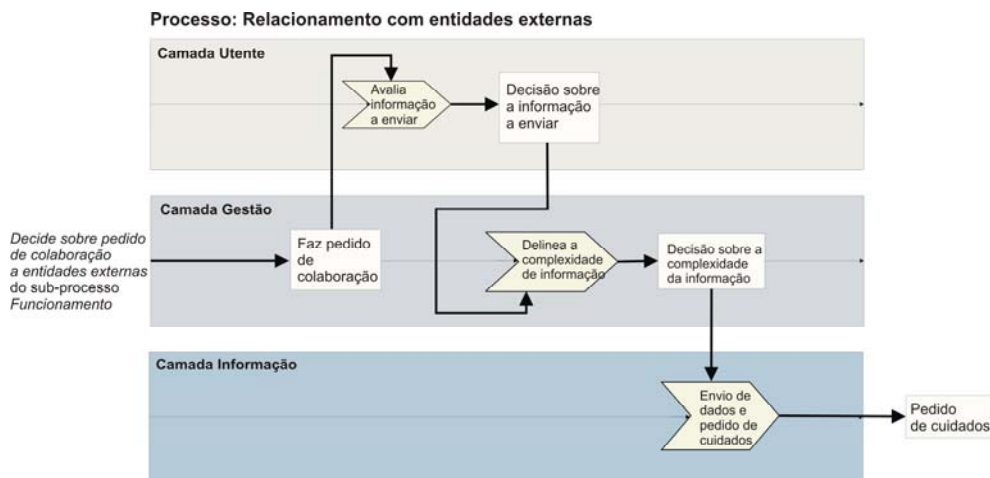 Processo: Relacionamento com entidades externas
Camada Utente
Avalia
informação
a enviar
Decisão sobre
a informação
a enviar
Camada Gestão
Decide sobre pedido
de colaboração
a entidades externas
do sub-processo
Funcionamento
Faz pedido
de
colaboração
Delinea a
complexidade
de informação
Decisão sobre a
complexidade
da informação
Camada Informação
Envio de
dados e
pedido de
cuidados
Pedido
de cuidados